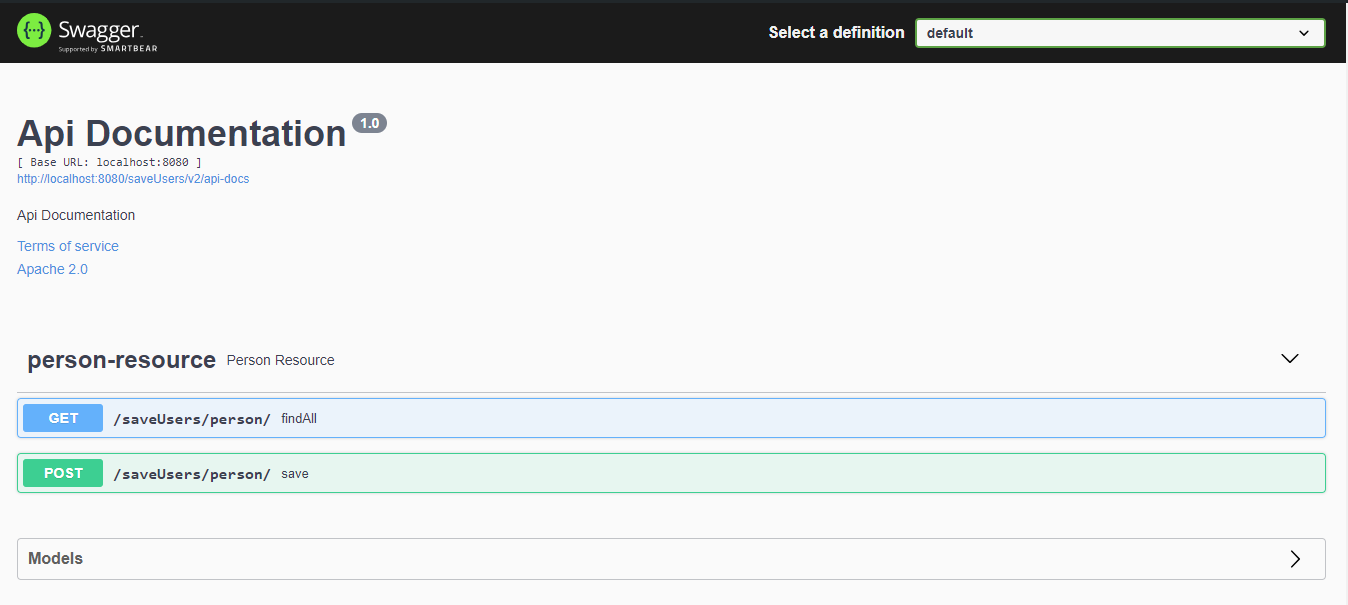 {··} Swagger.
Supported by SMARTBEAR
Select a definition
default
Api Documentation 1.0
[ Base URL: localhost:8080 ]
http://localhost:8080/saveUsers/v2/api-docs
Api Documentation
Terms of service
Apache 2.0
person-resource Person Resource
GET /saveUsers/person/ findAll
POST /saveUsers/person/ save
Models